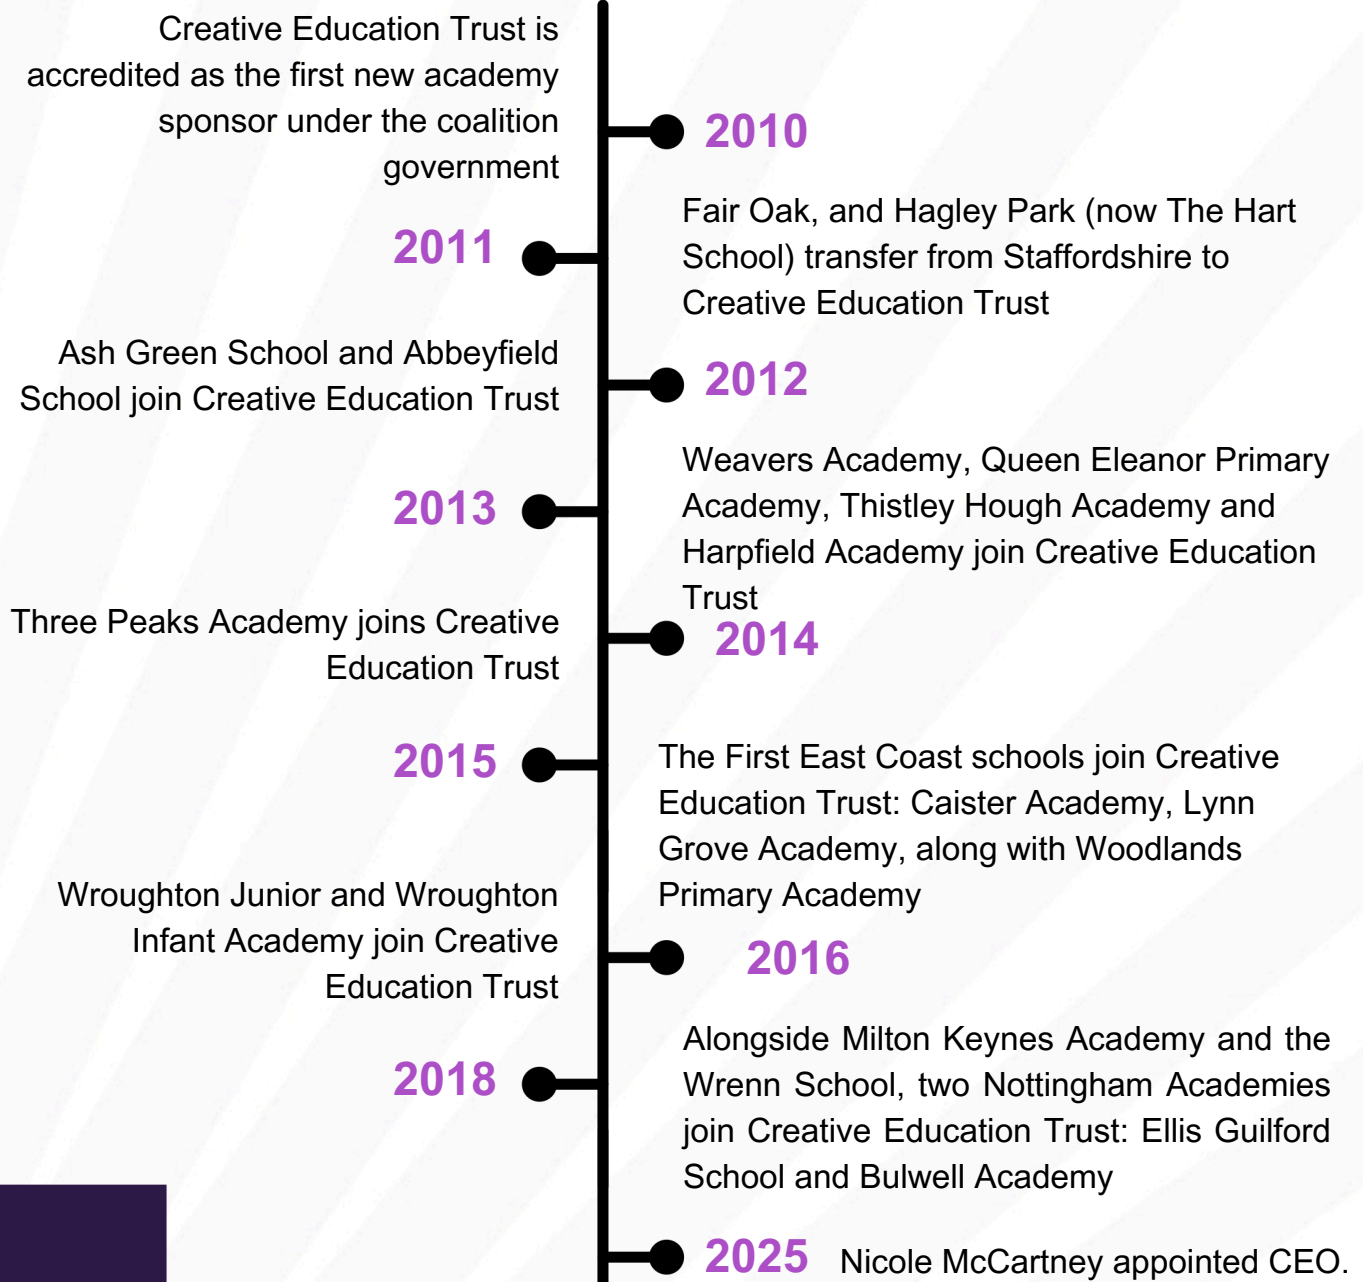 Creative Education Trust is
accredited as the first new academy
sponsor under the coalition
government
2010
2011
Fair Oak, and Hagley Park (now The Hart
School) transfer from Staffordshire to
Creative Education Trust
Ash Green School and Abbeyfield
School join Creative Education Trust
2012
2013
Weavers Academy, Queen Eleanor Primary
Academy, Thistley Hough Academy and
Harpfield Academy join Creative Education
Trust
Three Peaks Academy joins Creative
Education Trust
2014
2015
The First East Coast schools join Creative
Education Trust: Caister Academy, Lynn
Grove Academy, along with Woodlands
Primary Academy
Wroughton Junior and Wroughton
Infant Academy join Creative
Education Trust
2016
2018
Alongside Milton Keynes Academy and the
Wrenn School, two Nottingham Academies
join Creative Education Trust: Ellis Guilford
School and Bulwell Academy
2025 Nicole McCartney appointed CEO.